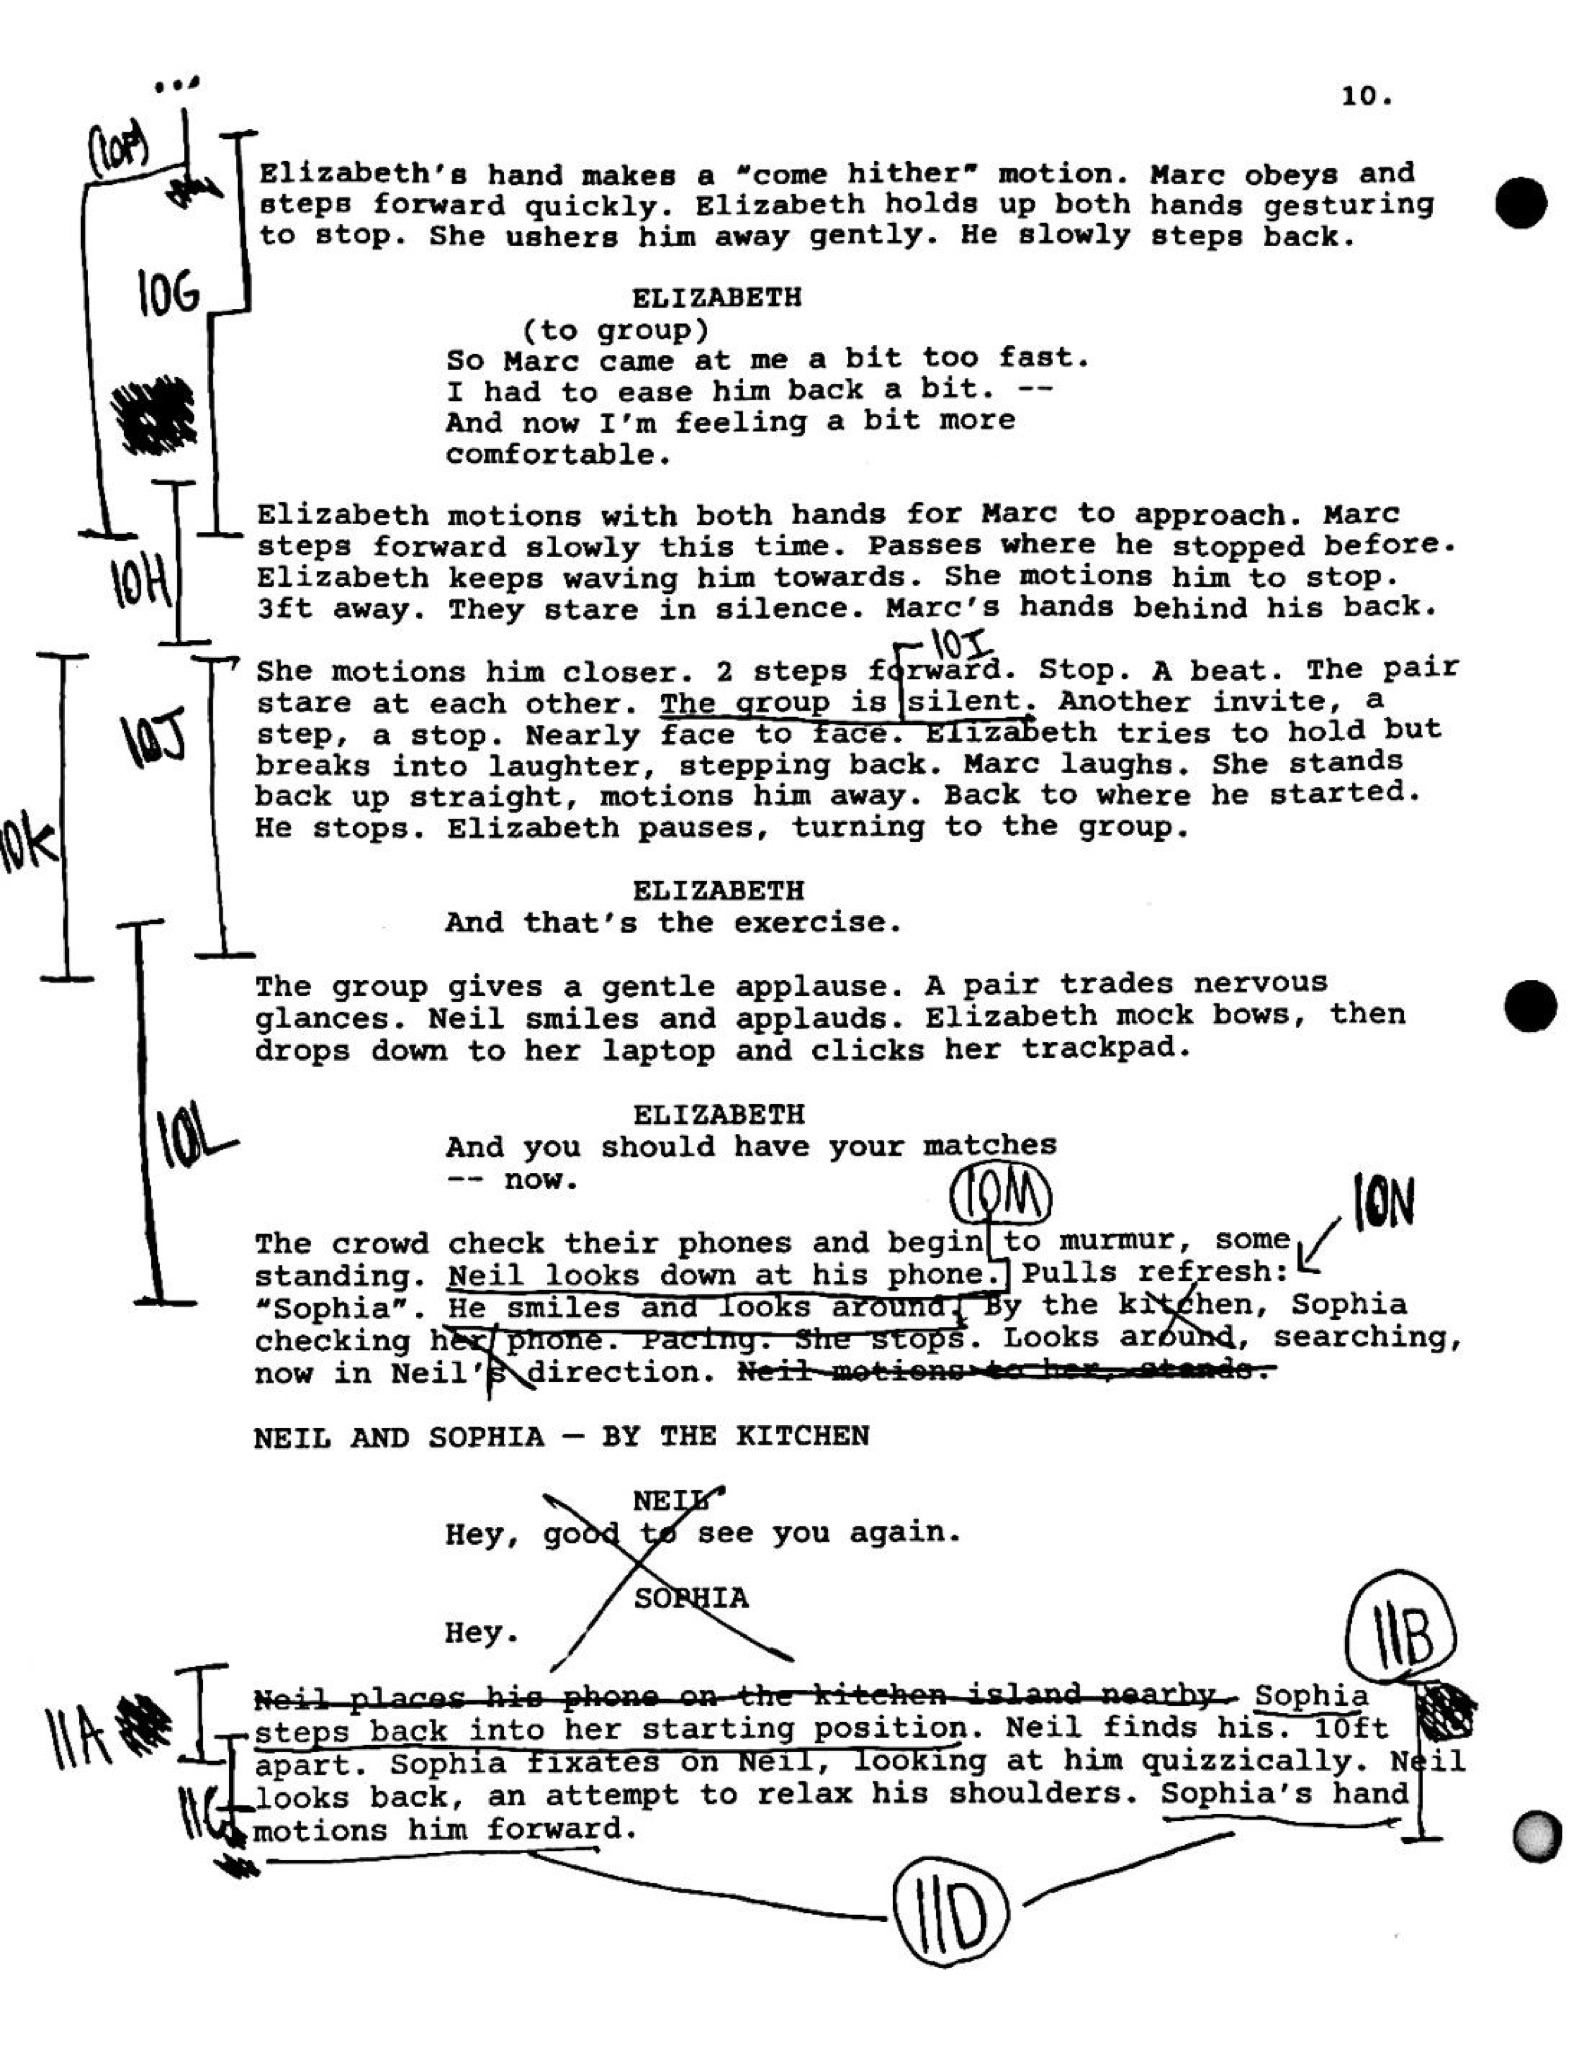 ...
10.
(10F)
Elizabeth's hand makes a "come hither" motion. Marc obeys and
steps forward quickly. Elizabeth holds up both hands gesturing
to stop. She ushers him away gently. He slowly steps back.
10G
ELIZABETH
(to group)
So Marc came at me a bit too fast.
I had to ease him back a bit. --
And now I'm feeling a bit more
comfortable.
Elizabeth motions with both hands for Marc to approach. Marc
steps forward slowly this time. Passes where he stopped before.
10H
Elizabeth keeps waving him towards. She motions him to stop.
3ft away. They stare in silence. Marc's hands behind his back.
10I
She motions him closer. 2 steps forward. Stop. A beat. The pair
stare at each other. The group is silent. Another invite, a
10J
step, a stop. Nearly face to face. Elizabeth tries to hold but
breaks into laughter, stepping back. Marc laughs. She stands
back up straight, motions him away. Back to where he started.
10K
He stops. Elizabeth pauses, turning to the group.
ELIZABETH
And that's the exercise.
The group gives a gentle applause. A pair trades nervous
glances. Neil smiles and applauds. Elizabeth mock bows, then
drops down to her laptop and clicks her trackpad.
10L
ELIZABETH
And you should have your matches
-- now.
10M
10N
The crowd check their phones and begin to murmur, some
standing. Neil looks down at his phone. Pulls refresh:
"Sophia". He smiles and looks around. By the kitchen, Sophia
checking her phone. Pacing. She stops. Looks around, searching,
now in Neil's direction. Neil motions to her, stands.
NEIL AND SOPHIA – BY THE KITCHEN
NEIL
Hey, good to see you again.
SOPHIA
Hey.
11B
11A
Neil places his phone on the kitchen island nearby. Sophia
steps back into her starting position. Neil finds his. 10ft
apart. Sophia fixates on Neil, looking at him quizzically. Neil
11C
looks back, an attempt to relax his shoulders. Sophia's hand
motions him forward.
11D